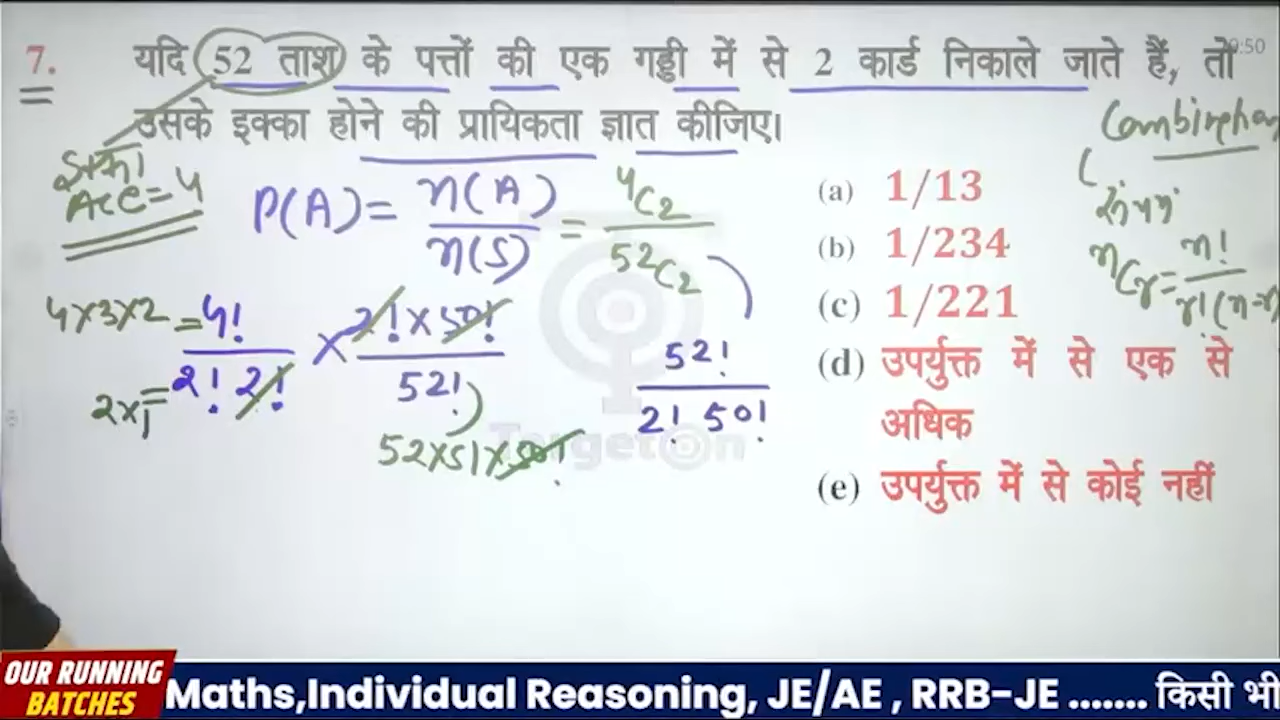 7. यदि 52 ताश के पत्तों की एक गड्डी में से 2 कार्ड निकाले जाते हैं, तो
उसके इक्का होने की प्रायिकता ज्ञात कीजिए।
इक्का
Ace = 4
P(A) = n(A) / n(S) = 4C2 / 52C2
4×3×2 = 4! / 2! 2! × 2! × 50! / 52!
2×1 =
52×51×50!
52! / 2! 50!
(a) 1/13
(b) 1/234
(c) 1/221
(d) उपर्युक्त में से एक से
अधिक
(e) उपर्युक्त में से कोई नहीं
nCr = n! / r! (n-r
TargetOn
OUR RUNNING
BATCHES
Maths,Individual Reasoning, JE/AE , RRB-JE ....... किसी भी